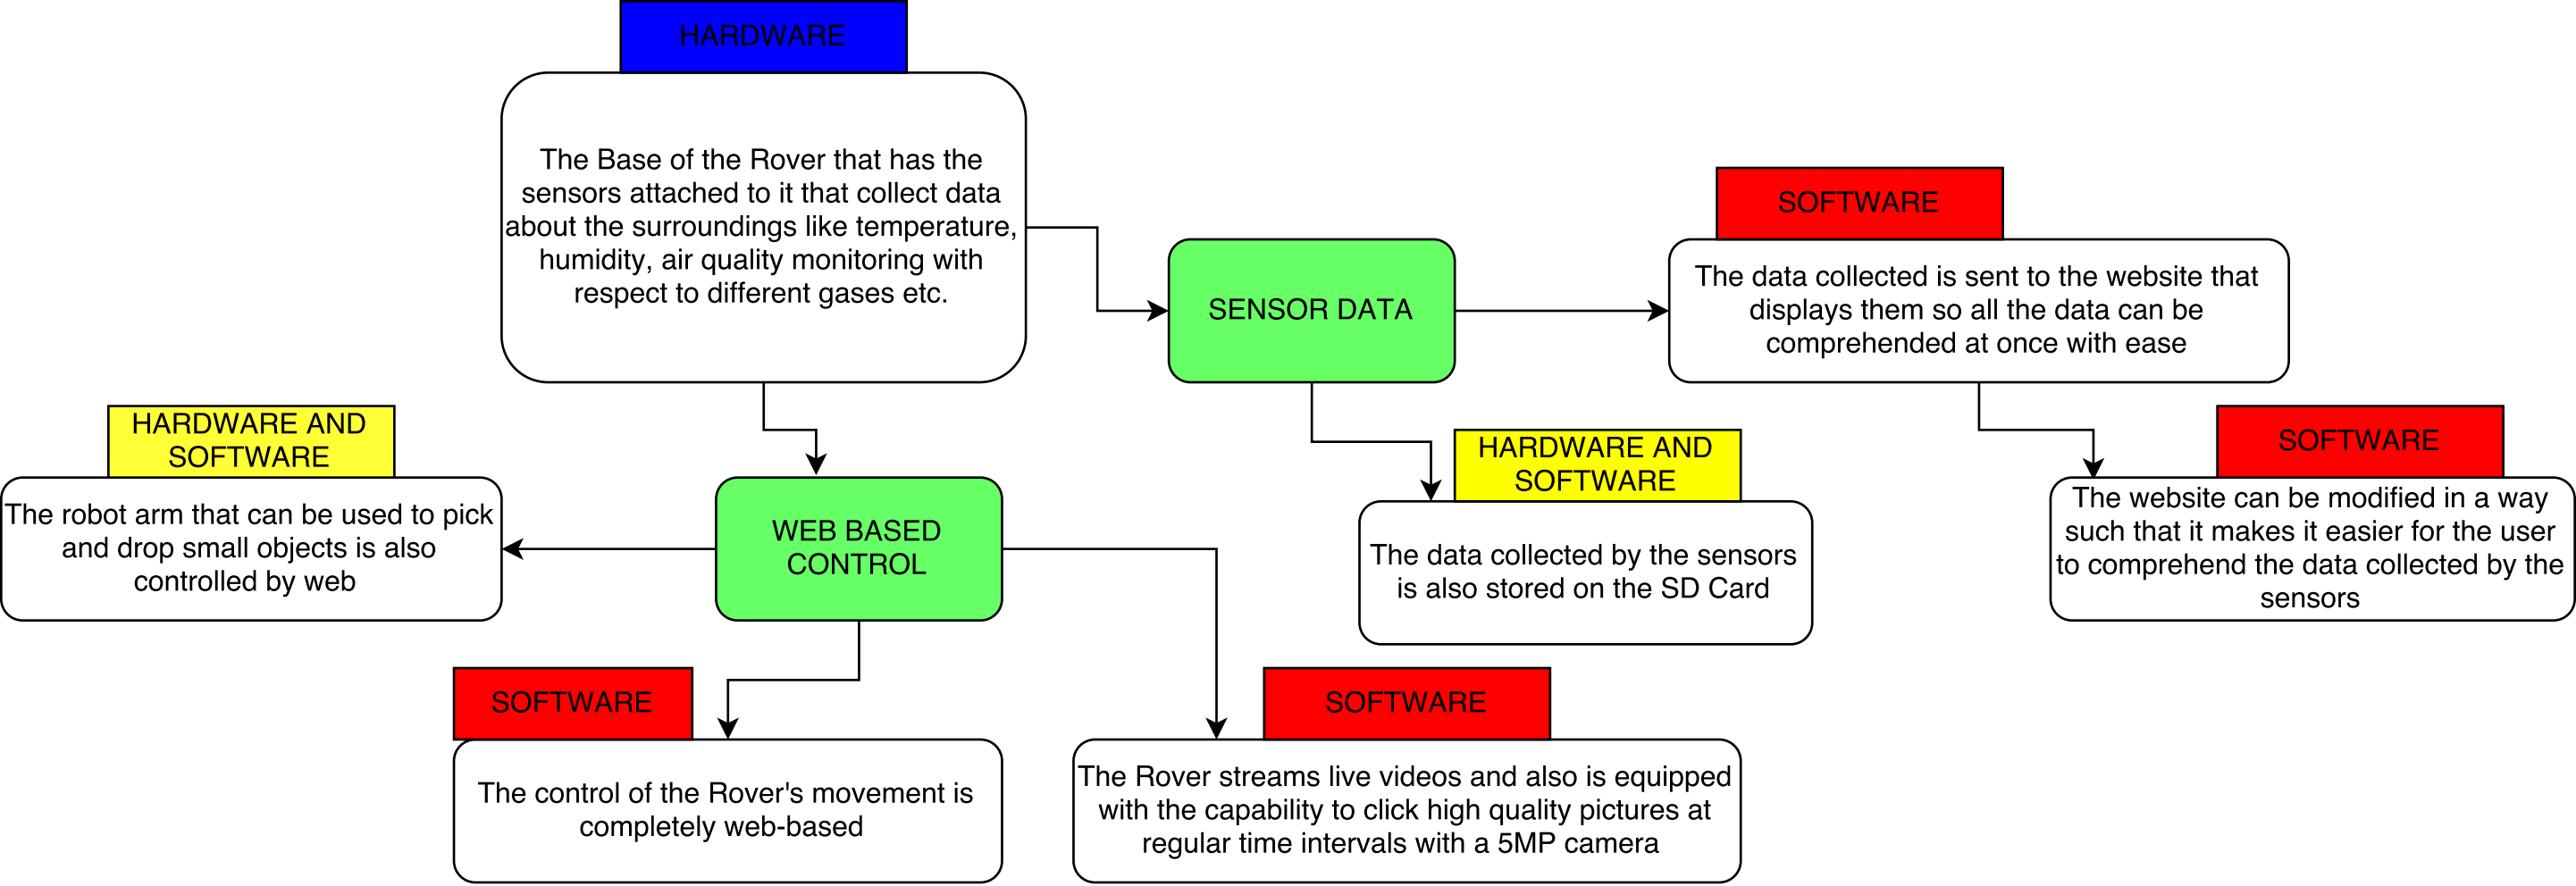 HARDWARE
The Base of the Rover that has the
sensors attached to it that collect data
about the surroundings like temperature,
humidity, air quality monitoring with
respect to different gases etc.
SENSOR DATA
SOFTWARE
The data collected is sent to the website that
displays them so all the data can be
comprehended at once with ease
HARDWARE AND
SOFTWARE
The robot arm that can be used to pick
and drop small objects is also
controlled by web
WEB BASED
CONTROL
HARDWARE AND
SOFTWARE
The data collected by the sensors
is also stored on the SD Card
SOFTWARE
The website can be modified in a way
such that it makes it easier for the user
to comprehend the data collected by the
sensors
SOFTWARE
The control of the Rover's movement is
completely web-based
SOFTWARE
The Rover streams live videos and also is equipped
with the capability to click high quality pictures at
regular time intervals with a 5MP camera